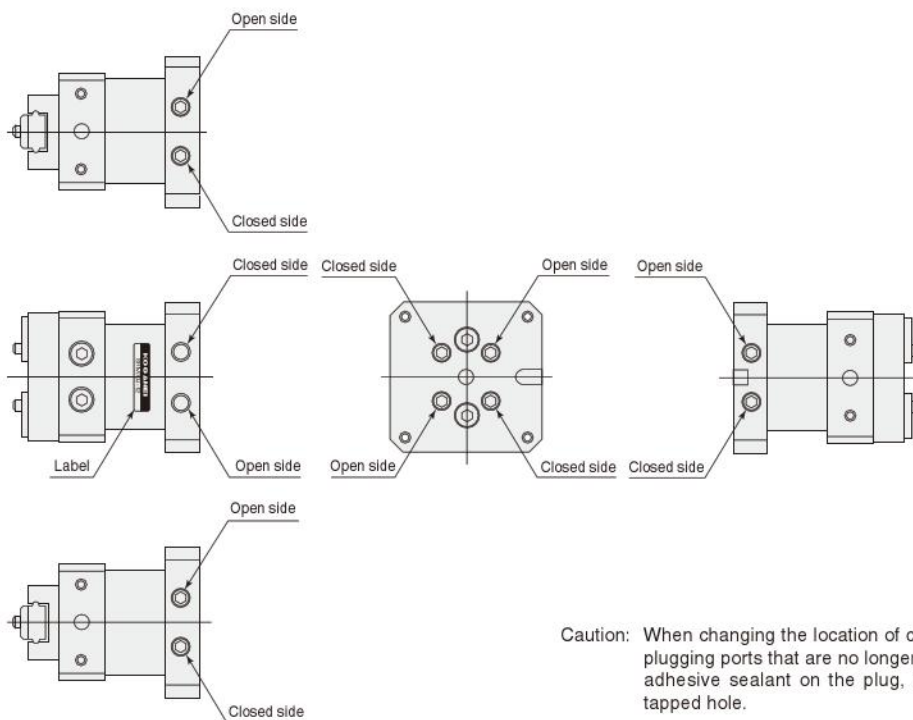 Open side
Closed side
Closed side
Closed side
Open side
Open side
KOGANEI
Label
Open side
Open side
Closed side
Closed side
Open side
Closed side
Caution: When changing the location of
plugging ports that are no longer
adhesive sealant on the plug,
tapped hole.